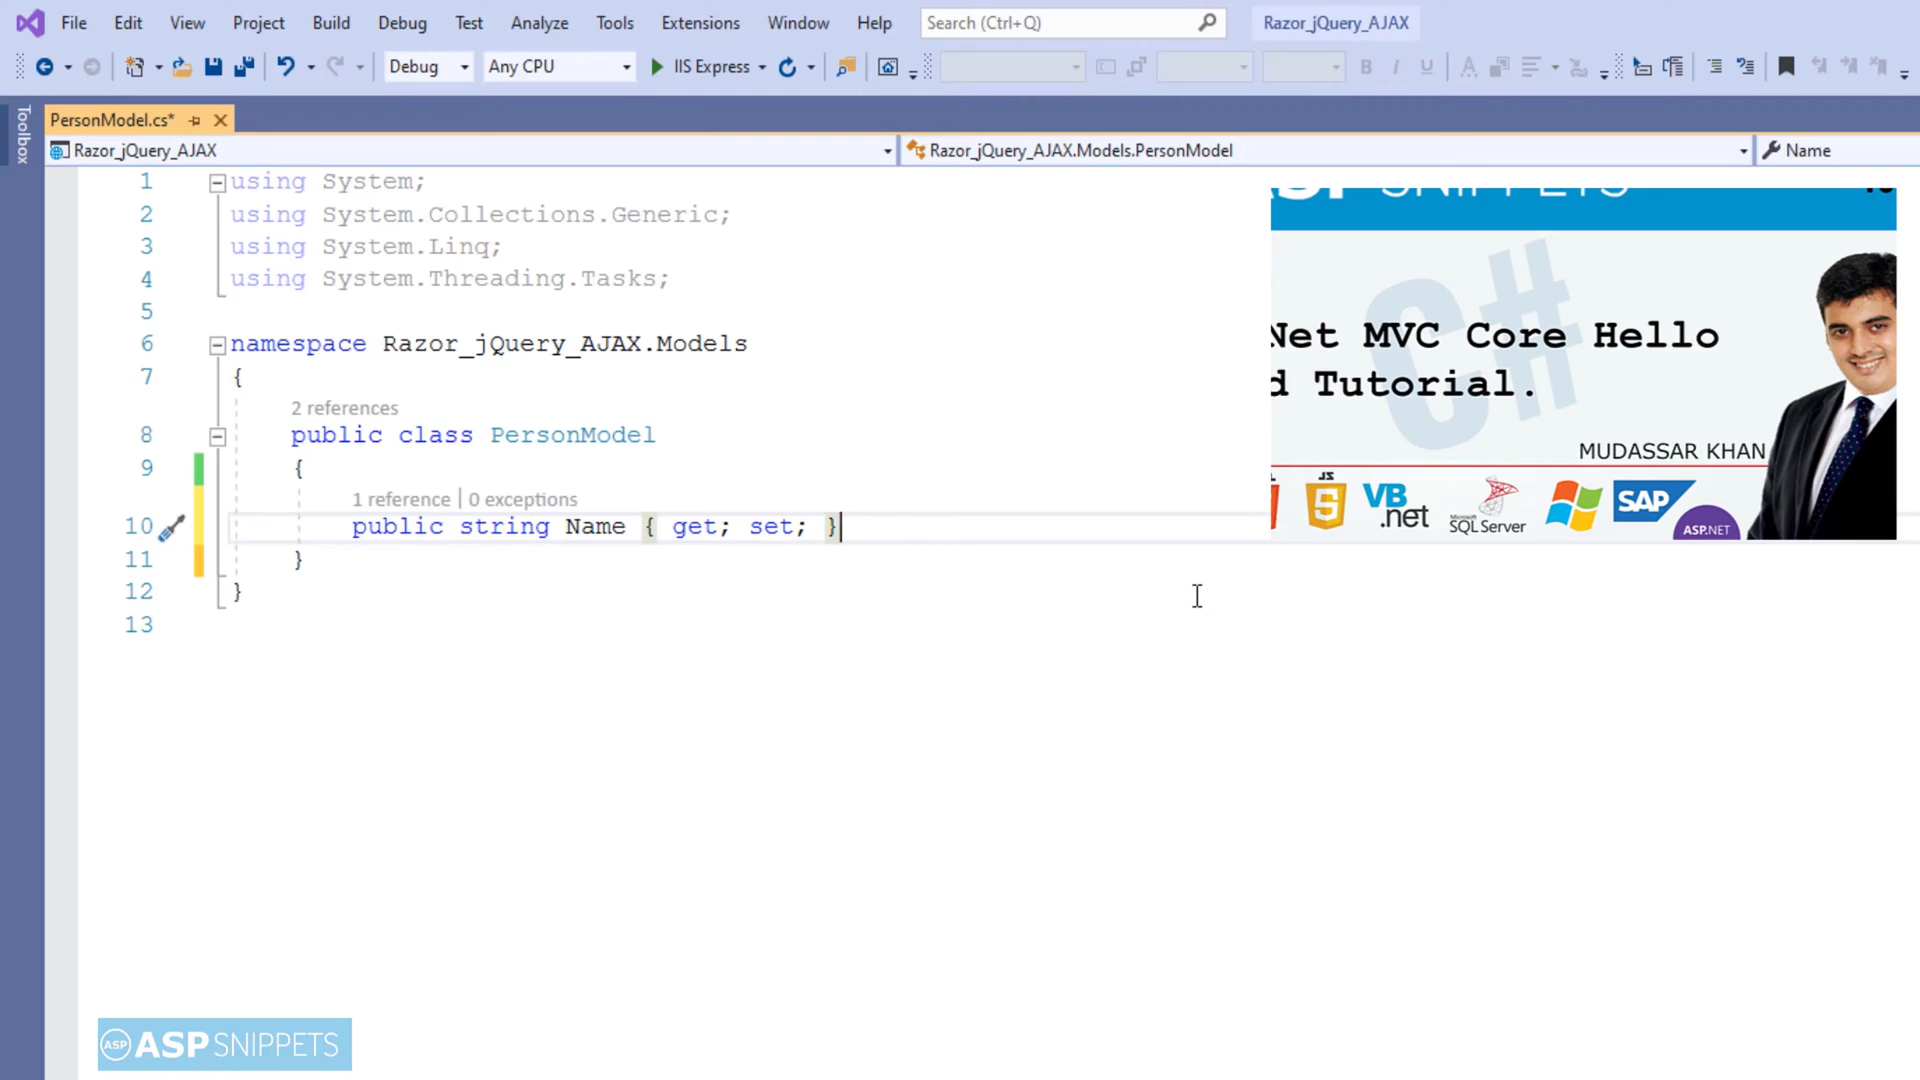 File Edit View Project Build Debug Test Analyze Tools Extensions Window Help Search (Ctrl+Q) Razor_jQuery_AJAX
Debug Any CPU IIS Express
Toolbox
PersonModel.cs*
Razor_jQuery_AJAX Razor_jQuery_AJAX.Models.PersonModel Name
1 using System;
2 using System.Collections.Generic;
3 using System.Linq;
4 using System.Threading.Tasks;
5
6 namespace Razor_jQuery_AJAX.Models
7 {
2 references
8 public class PersonModel
9 {
1 reference | 0 exceptions
10 public string Name { get; set; }
11 }
12 }
13
SNIPPETS
Net MVC Core Hello
d Tutorial.
C#
MUDASSAR KHAN
JS
VB
.net
Microsoft
SQL Server
SAP
ASP.NET
ASP ASPSNIPPETS